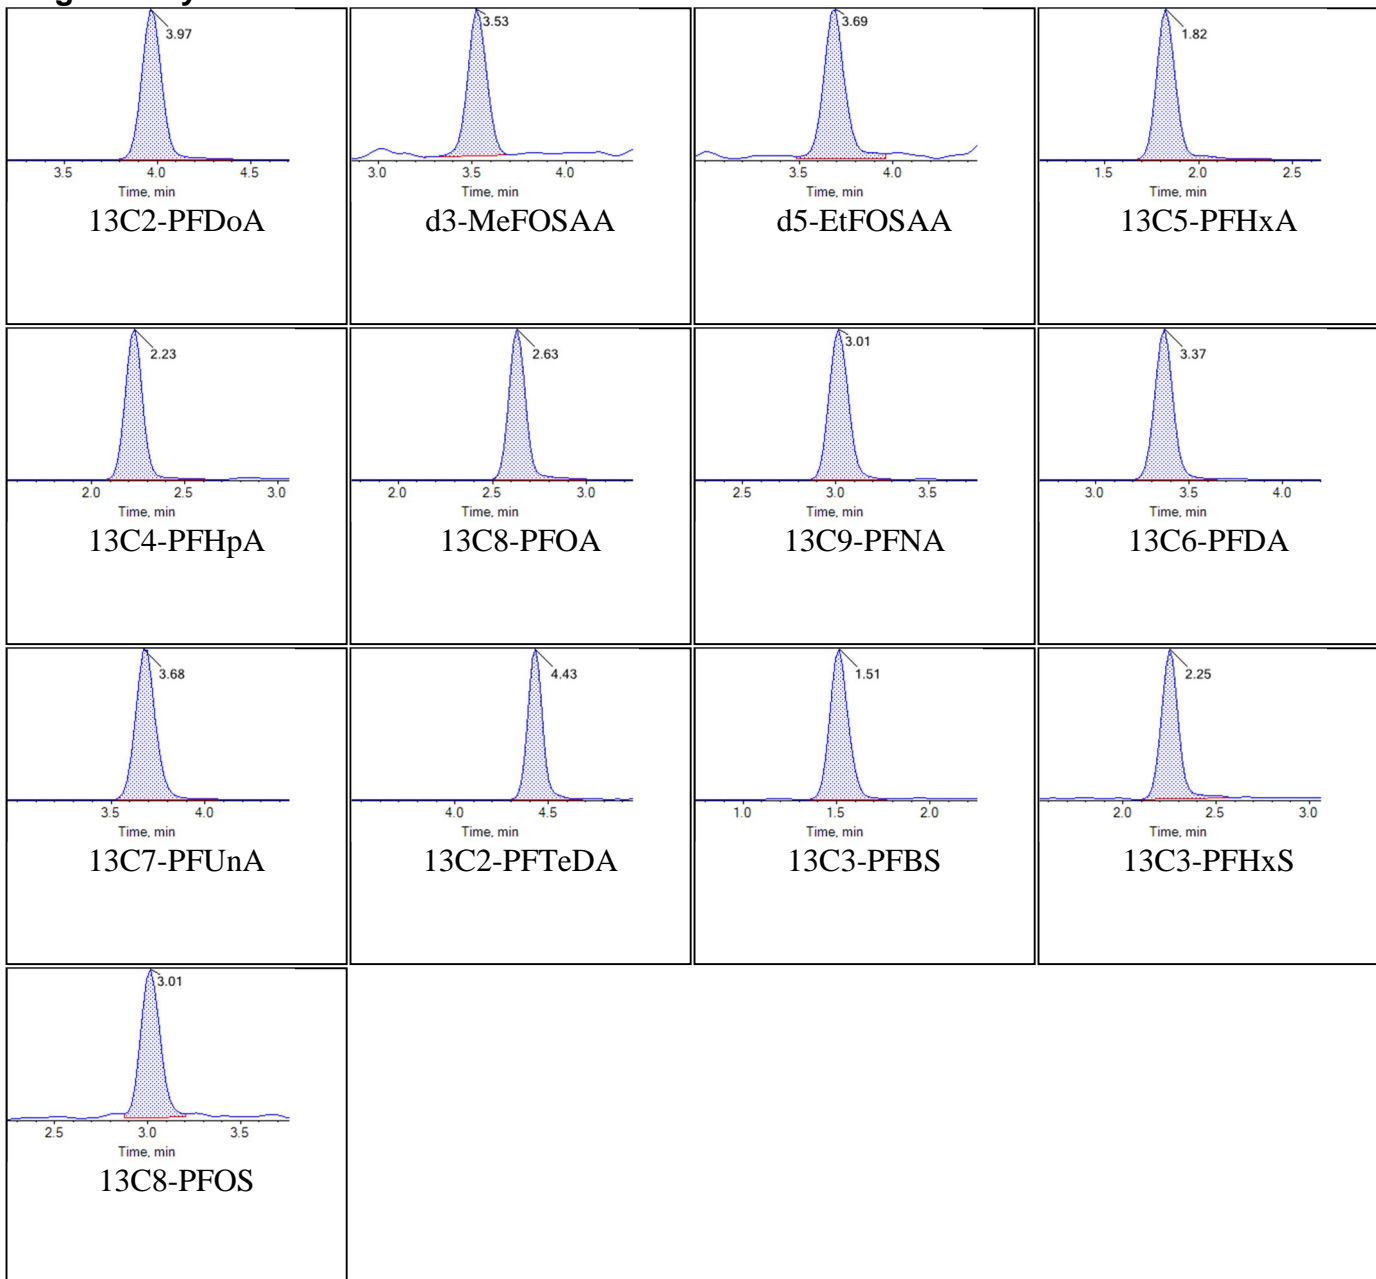 3.97
3.5 4.0 4.5
Time, min
13C2-PFDoA
3.53
3.0 3.5 4.0
Time, min
d3-MeFOSAA
3.69
3.5 4.0
Time, min
d5-EtFOSAA
1.82
1.5 2.0 2.5
Time, min
13C5-PFHxA
2.23
2.0 2.5 3.0
Time, min
13C4-PFHpA
2.63
2.0 2.5 3.0
Time, min
13C8-PFOA
3.01
2.5 3.0 3.5
Time, min
13C9-PFNA
3.37
3.0 3.5 4.0
Time, min
13C6-PFDA
3.68
3.5 4.0
Time, min
13C7-PFUnA
4.43
4.0 4.5
Time, min
13C2-PFTeDA
1.51
1.0 1.5 2.0
Time, min
13C3-PFBS
2.25
2.0 2.5 3.0
Time, min
13C3-PFHxS
3.01
2.5 3.0 3.5
Time, min
13C8-PFOS